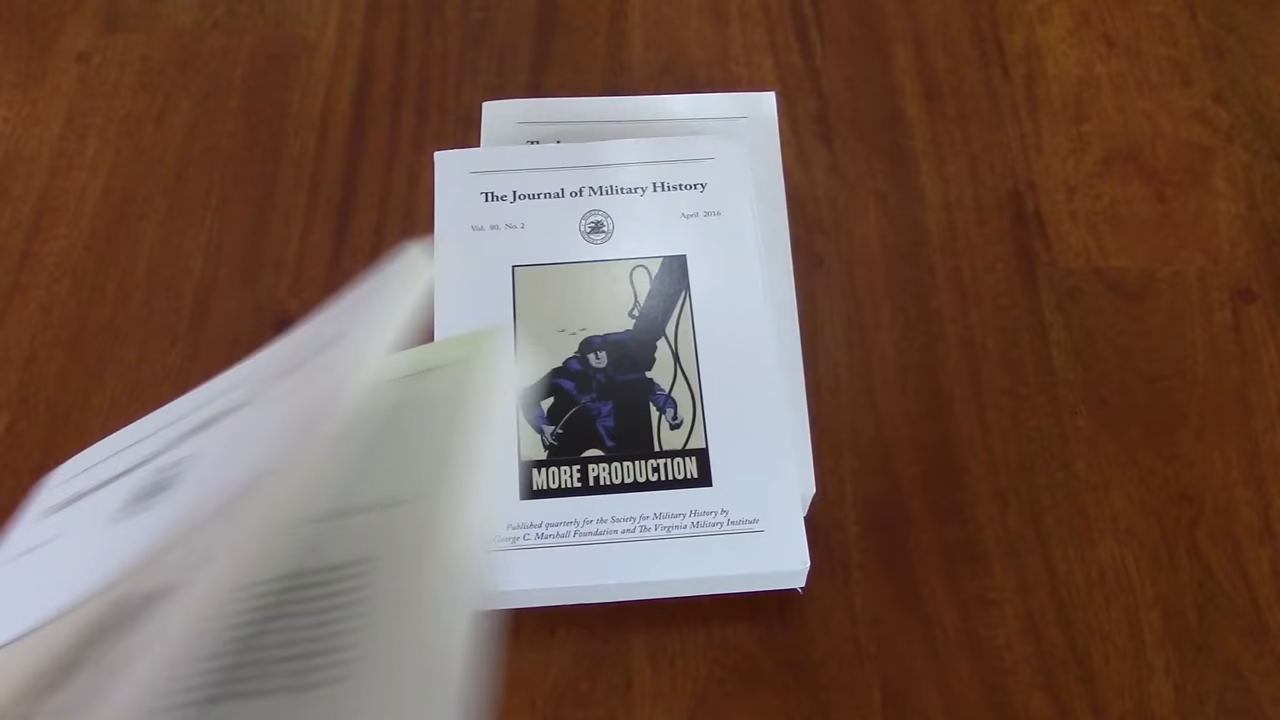 The Journal of Military History
Vol. 80, No. 2
April 2016
MORE PRODUCTION
Published quarterly for the Society for Military History by
George C. Marshall Foundation and The Virginia Military Institute